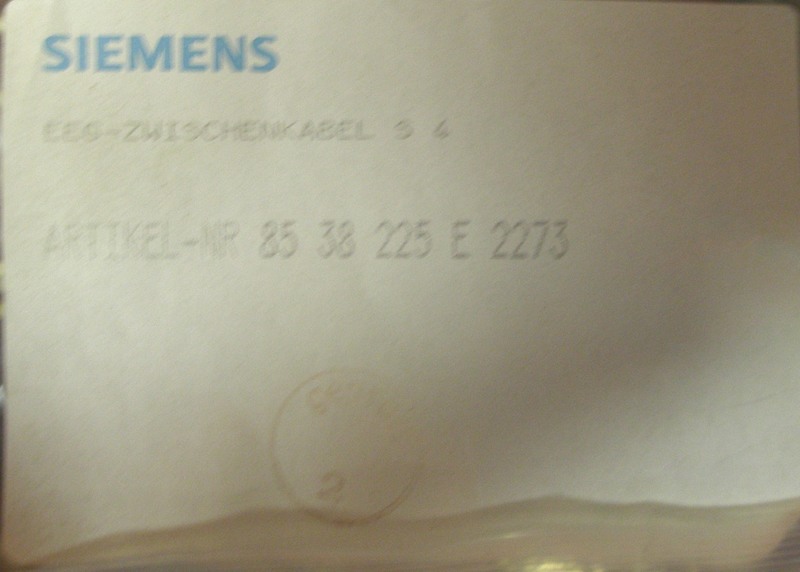 SIEMENS
EEG-ZWISCHENKABEL S 4
ARTIKEL-NR 85 38 225 E 2273
2